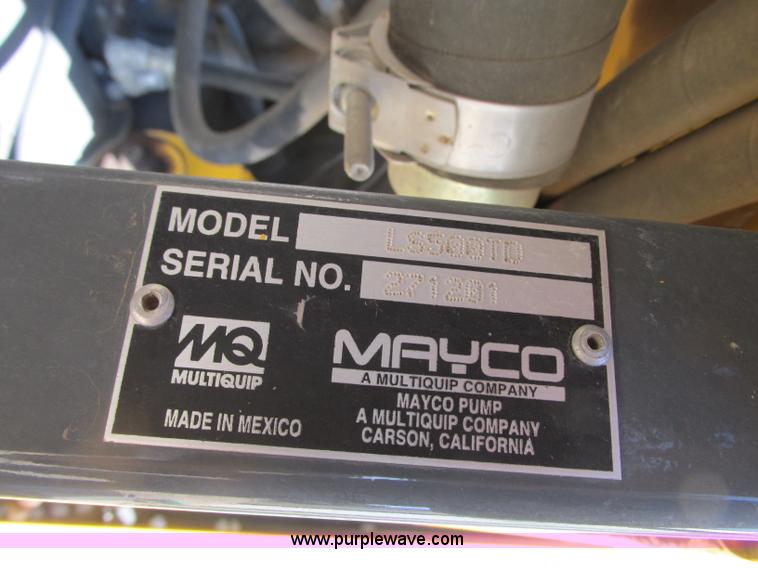 MODEL LS500TD
SERIAL NO. 271201
MQ
MULTIQUIP
MADE IN MEXICO
MAYCO
A MULTIQUIP COMPANY
MAYCO PUMP
A MULTIQUIP COMPANY
CARSON, CALIFORNIA
www.purplewave.com